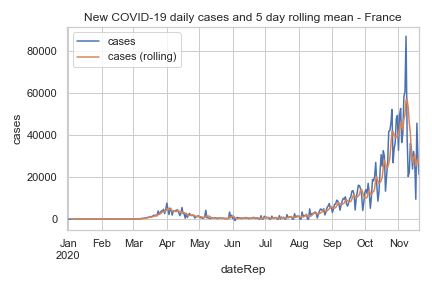 New COVID-19 daily cases and 5 day rolling mean - France
cases
cases (rolling)
80000
60000
40000
20000
0
cases
Jan Feb Mar Apr May Jun Jul Aug Sep Oct Nov
2020
dateRep